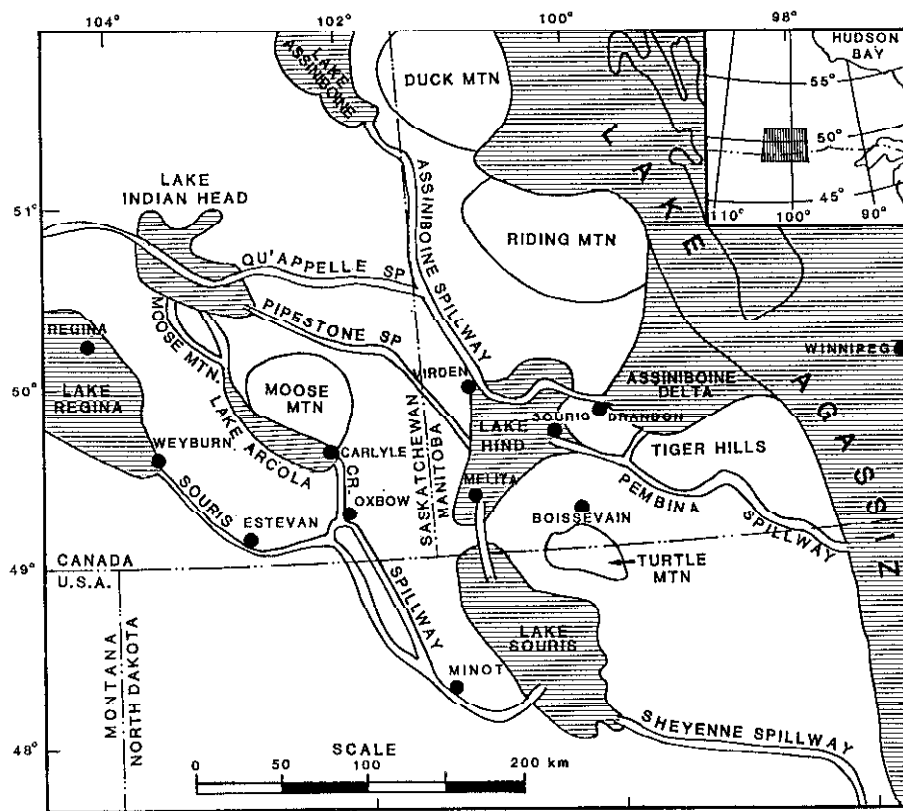 104°
102°
100°
98°
HUDSON
BAY
55°
50°
45°
110°
100°
90°
LAKE
ASSINIBOINE
DUCK MTN
LAKE
INDIAN HEAD
51°
ASSINIBOINE SPILLWAY
RIDING MTN
LAKE AGASSIZ
QU'APPELLE SP
PIPESTONE SP
MOOSE MTN.
REGINA
WINNIPEG
50°
LAKE
REGINA
MOOSE
MTN
VIRDEN
ASSINIBOINE
DELTA
SOURIS
BRANDON
LAKE
HIND
TIGER HILLS
WEYBURN
LAKE ARCOLA
CARLYLE
CR.
SASKATCHEWAN
MANITOBA
MELITA
PEMBINA
SPILLWAY
SOURIS
OXBOW
ESTEVAN
BOISSEVAIN
CANADA
U.S.A.
49°
SPILLWAY
TURTLE
MTN
LAKE
SOURIS
MONTANA
NORTH DAKOTA
MINOT
48°
SHEYENNE SPILLWAY
SCALE
0 50 100 200 km